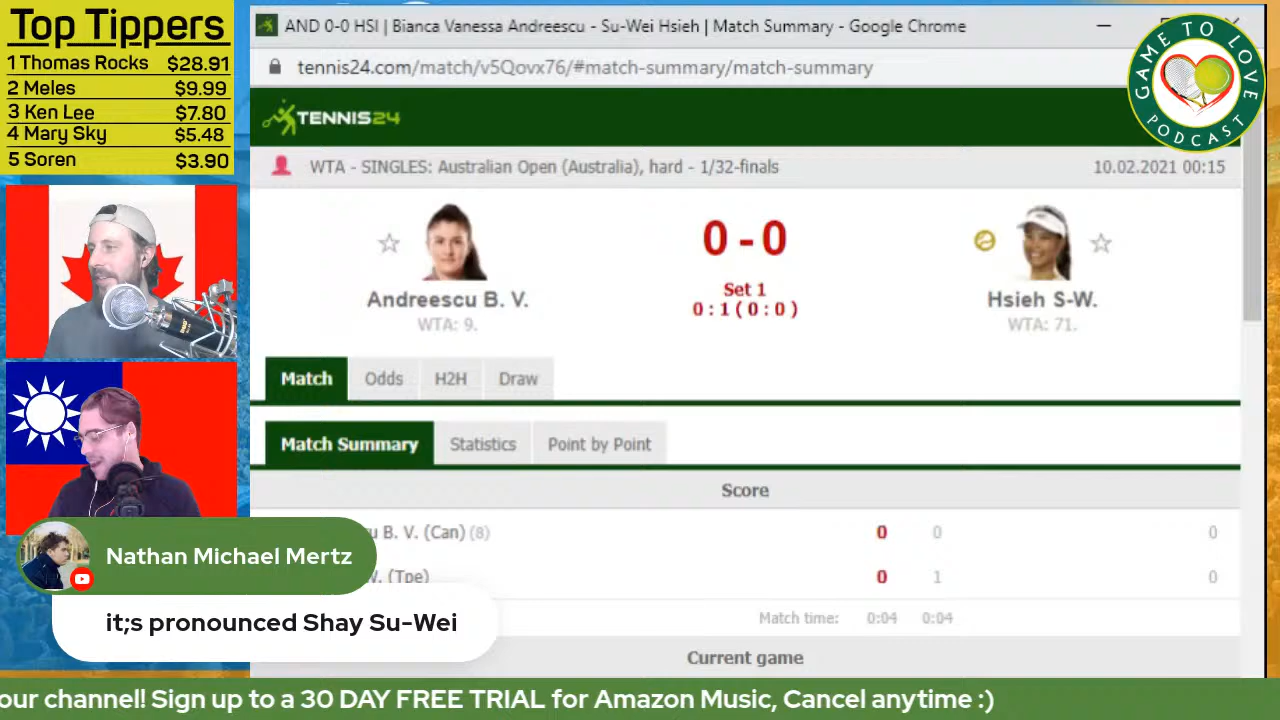 Top Tippers
1 Thomas Rocks $28.91
2 Meles $9.99
3 Ken Lee $7.80
4 Mary Sky $5.48
5 Soren $3.90
AND 0-0 HSI | Bianca Vanessa Andreescu - Su-Wei Hsieh | Match Summary - Google Chrome
tennis24.com/match/v5Qovx76/#match-summary/match-summary
GAME TO LOVE
PODCAST
TENNIS24
WTA - SINGLES: Australian Open (Australia), hard - 1/32-finals 10.02.2021 00:15
0 - 0
Set 1
0 : 1 ( 0 : 0 )
Andreescu B. V.
WTA: 9.
Hsieh S-W.
WTA: 71.
Match Odds H2H Draw
Match Summary Statistics Point by Point
Score
u B. V. (Can) (8) 0 0 0
W. (Tpe) 0 1 0
Match time: 0:04 0:04
Current game
Nathan Michael Mertz
it;s pronounced Shay Su-Wei
our channel! Sign up to a 30 DAY FREE TRIAL for Amazon Music, Cancel anytime :)